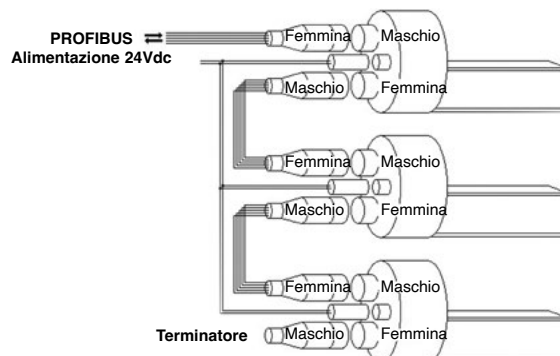 PROFIBUS
Femmina Maschio
Alimentazione 24Vdc
Maschio Femmina
Femmina Maschio
Maschio Femmina
Femmina Maschio
Terminatore Maschio Femmina